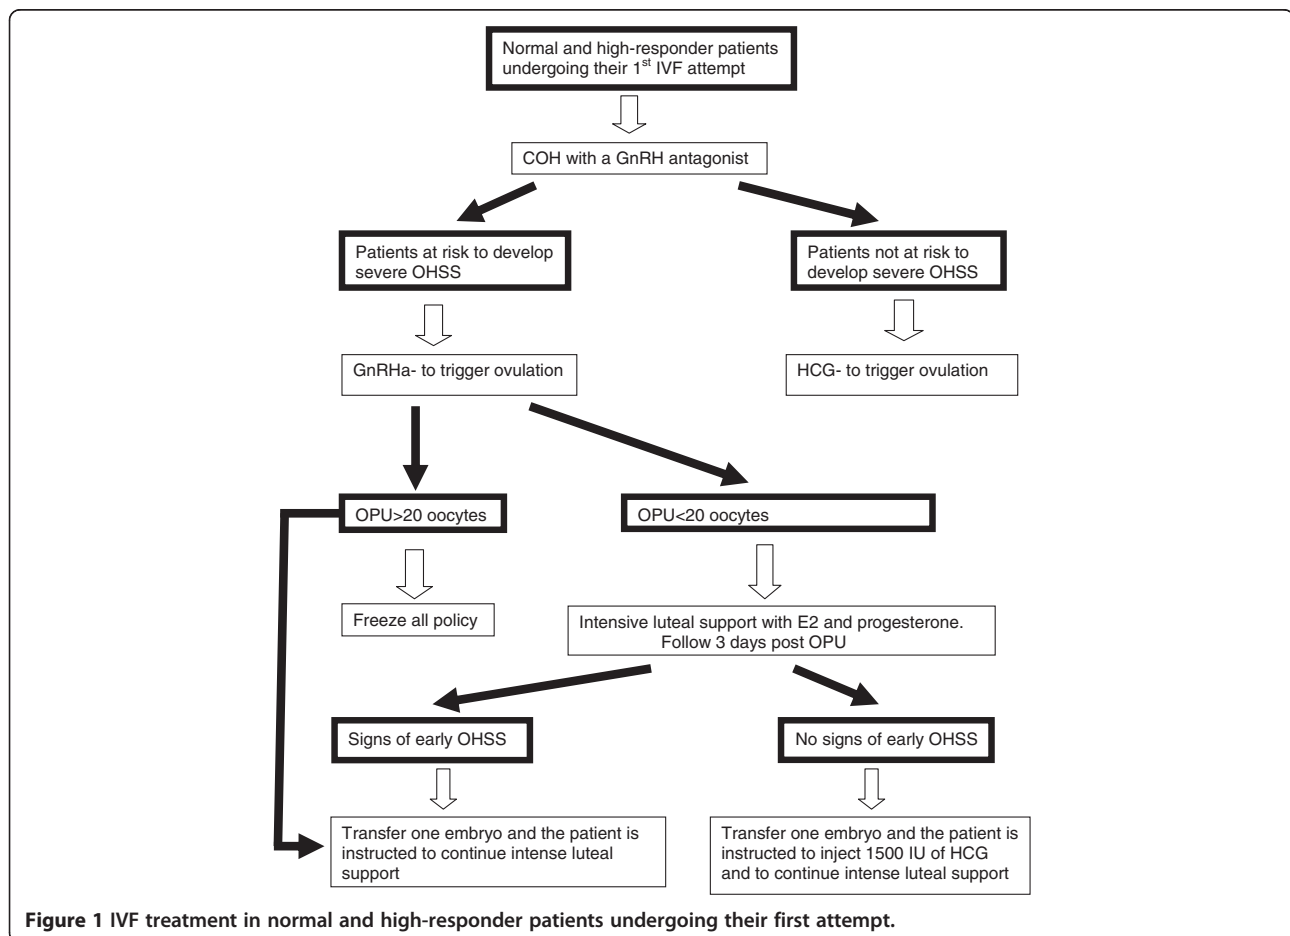 Normal and high-responder patients
undergoing their 1st IVF attempt
COH with a GnRH antagonist
Patients at risk to develop
severe OHSS
Patients not at risk to
develop severe OHSS
GnRHa- to trigger ovulation
HCG- to trigger ovulation
OPU>20 oocytes
OPU<20 oocytes
Freeze all policy
Intensive luteal support with E2 and progesterone.
Follow 3 days post OPU
Signs of early OHSS
No signs of early OHSS
Transfer one embryo and the patient is
instructed to continue intense luteal
support
Transfer one embryo and the patient is
instructed to inject 1500 IU of HCG
and to continue intense luteal support
Figure 1 IVF treatment in normal and high-responder patients undergoing their first attempt.